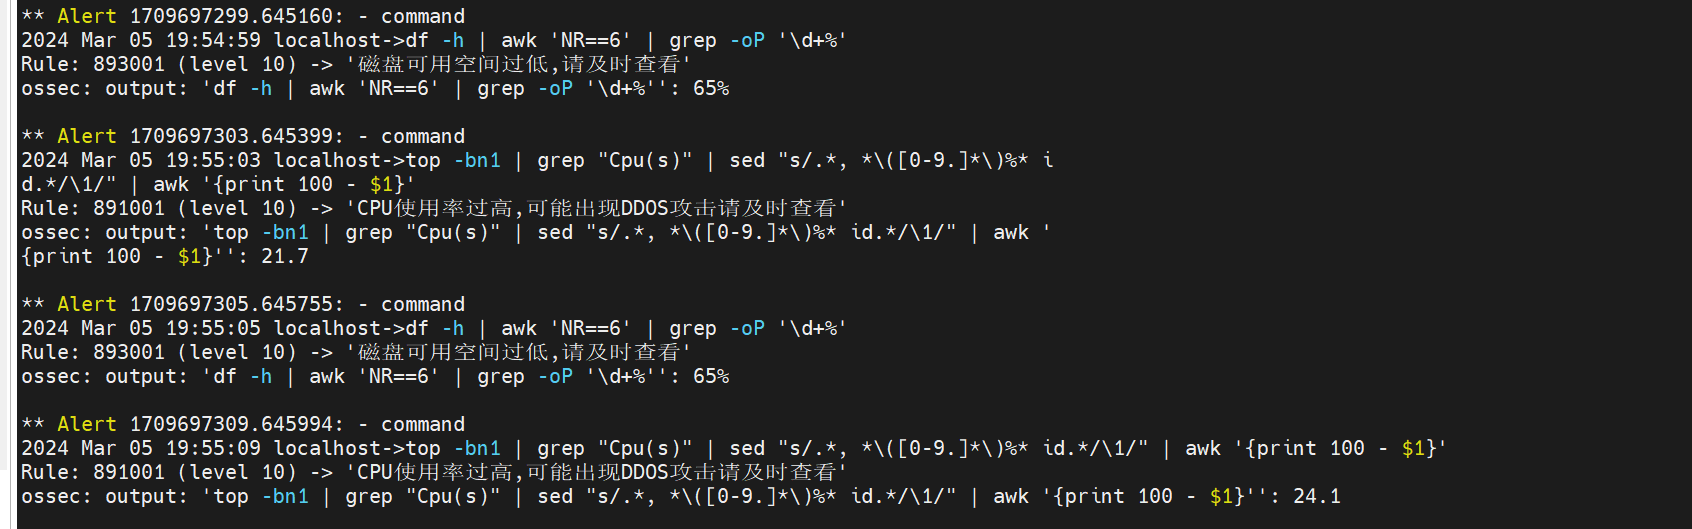 ** Alert 1709697299.645160: - command
2024 Mar 05 19:54:59 localhost->df -h | awk 'NR==6' | grep -oP '\d+%'
Rule: 893001 (level 10) -> '磁盘可用空间过低,请及时查看'
ossec: output: 'df -h | awk 'NR==6' | grep -oP '\d+%'': 65%
** Alert 1709697303.645399: - command
2024 Mar 05 19:55:03 localhost->top -bn1 | grep "Cpu(s)" | sed "s/.*, *\([0-9.]*\)%* i
d.*/\1/" | awk '{print 100 - $1}'
Rule: 891001 (level 10) -> 'CPU使用率过高,可能出现DDOS攻击请及时查看'
ossec: output: 'top -bn1 | grep "Cpu(s)" | sed "s/.*, *\([0-9.]*\)%* id.*/\1/" | awk '
{print 100 - $1}'': 21.7
** Alert 1709697305.645755: - command
2024 Mar 05 19:55:05 localhost->df -h | awk 'NR==6' | grep -oP '\d+%'
Rule: 893001 (level 10) -> '磁盘可用空间过低,请及时查看'
ossec: output: 'df -h | awk 'NR==6' | grep -oP '\d+%'': 65%
** Alert 1709697309.645994: - command
2024 Mar 05 19:55:09 localhost->top -bn1 | grep "Cpu(s)" | sed "s/.*, *\([0-9.]*\)%* id.*/\1/" | awk '{print 100 - $1}'
Rule: 891001 (level 10) -> 'CPU使用率过高,可能出现DDOS攻击请及时查看'
ossec: output: 'top -bn1 | grep "Cpu(s)" | sed "s/.*, *\([0-9.]*\)%* id.*/\1/" | awk '{print 100 - $1}'': 24.1